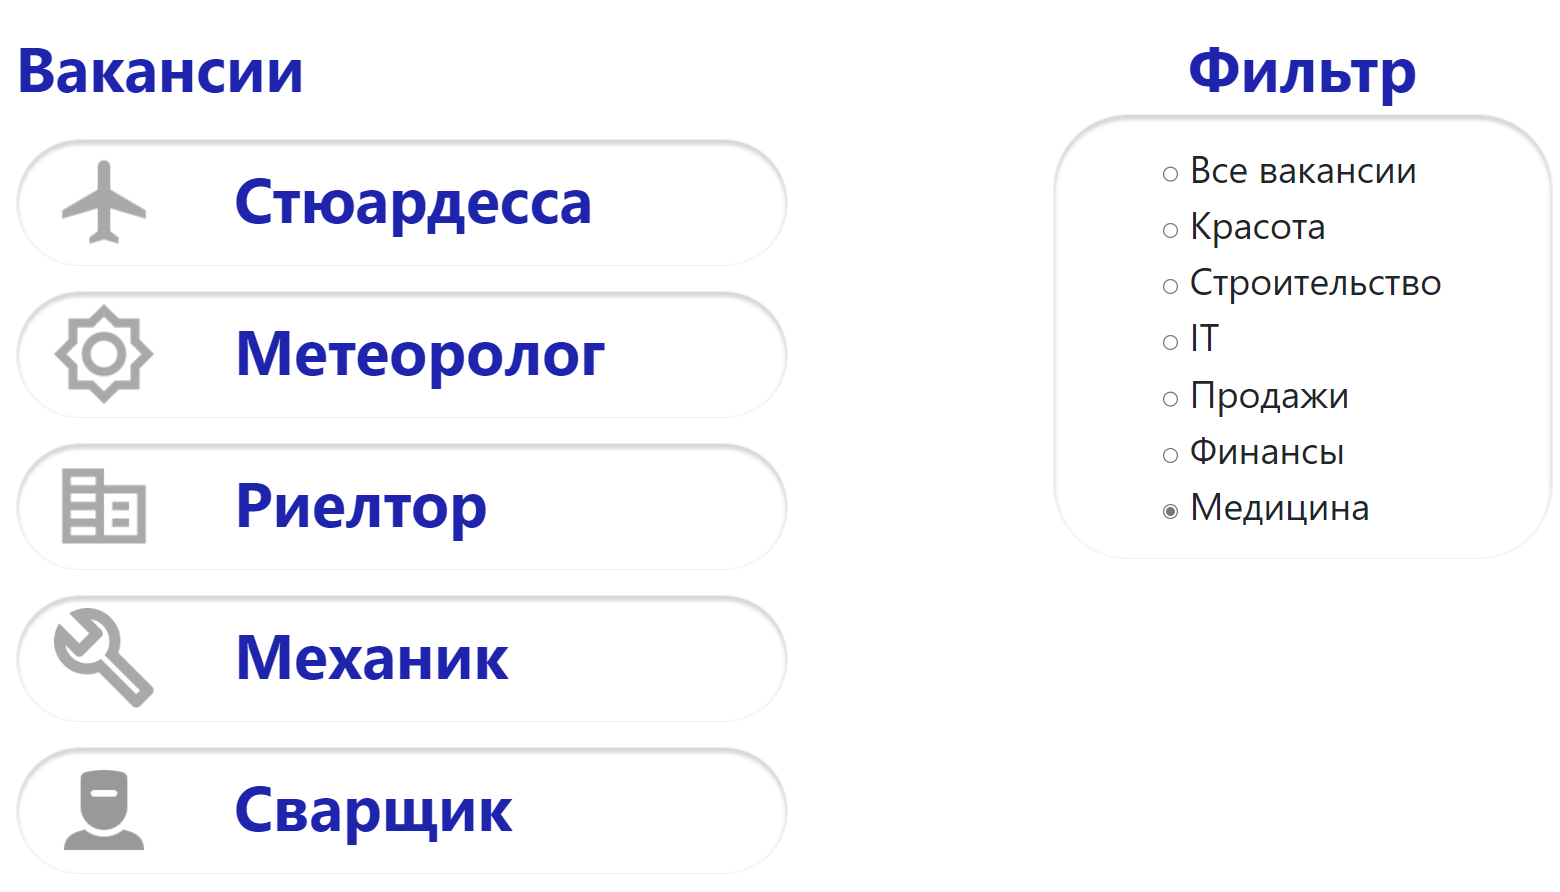 Вакансии
Стюардесса
Метеоролог
Риелтор
Механик
Сварщик
Фильтр
Все вакансии
Красота
Строительство
IT
Продажи
Финансы
Медицина